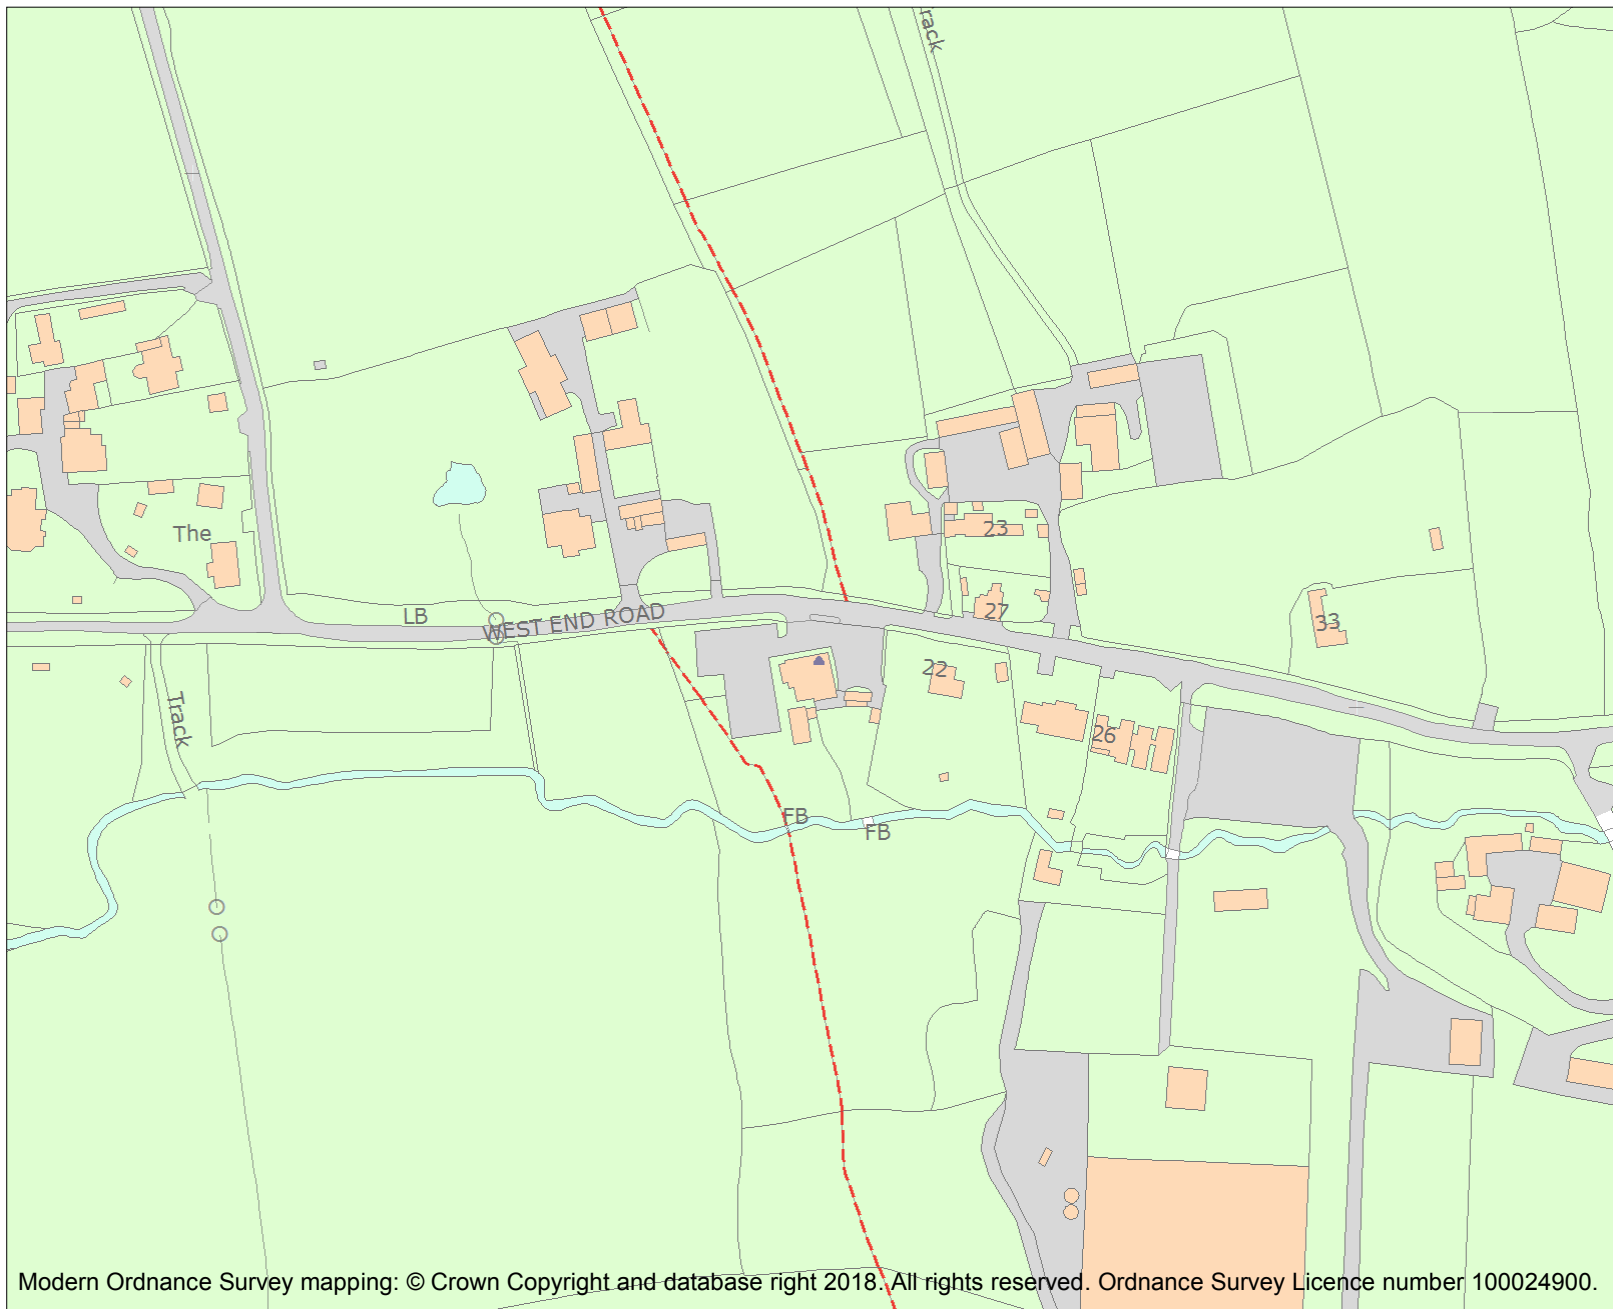 rack
23
The
27
LB
WEST END ROAD
33
22
Track
26
FB
FB
Modern Ordnance Survey mapping: © Crown Copyright and database right 2018. All rights reserved. Ordnance Survey Licence number 100024900.